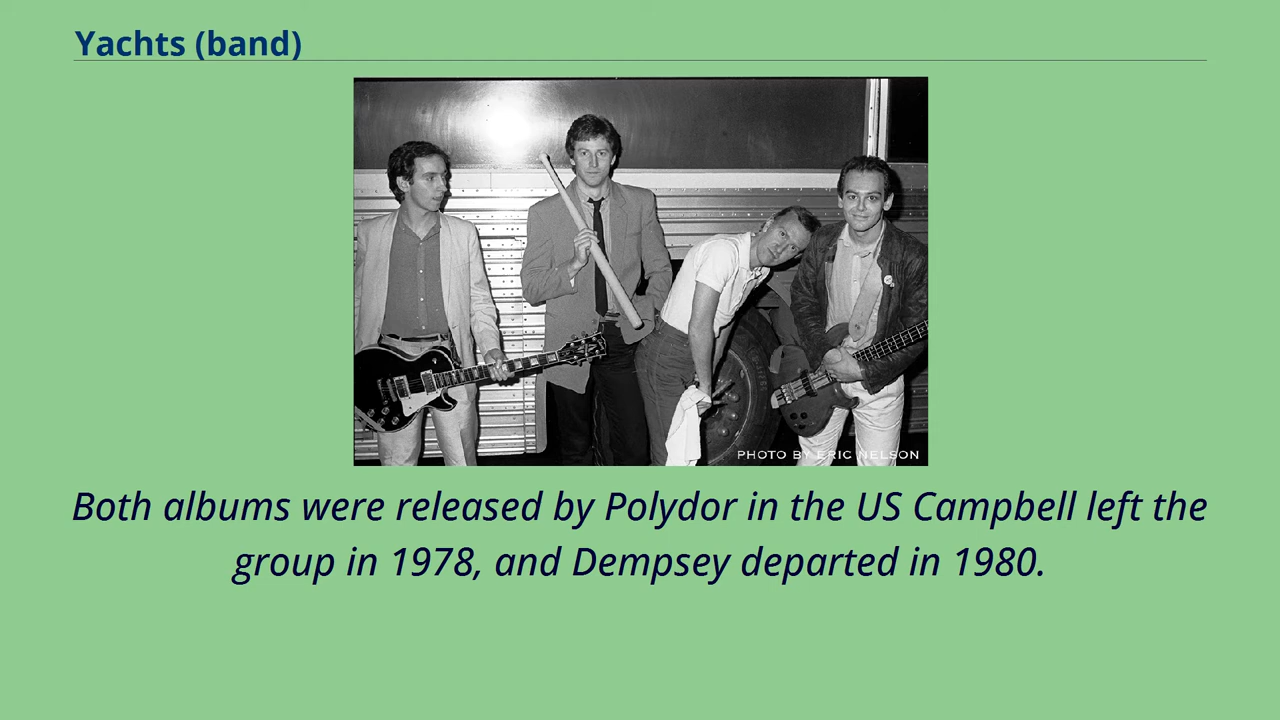 Yachts (band)
PHOTO BY ERIC NELSON
Both albums were released by Polydor in the US Campbell left the
group in 1978, and Dempsey departed in 1980.